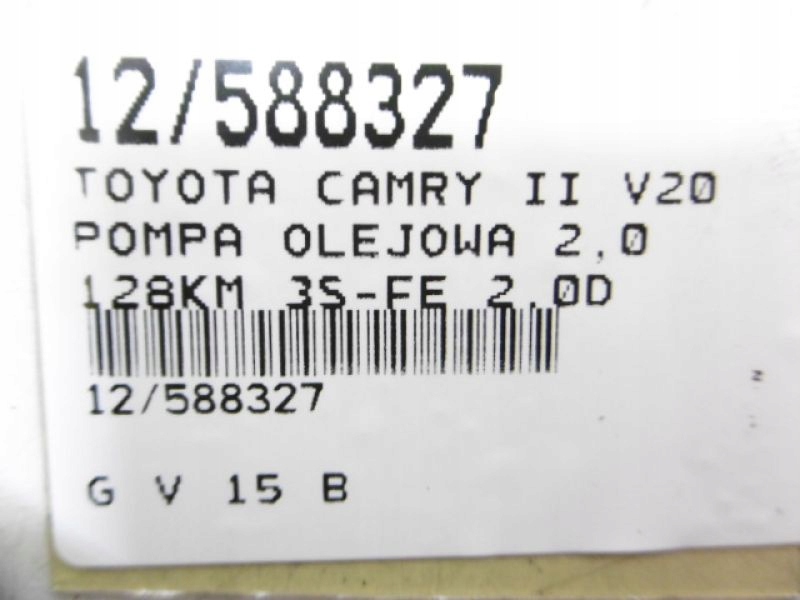 12/588327
TOYOTA CAMRY II V20
POMPA OLEJOWA 2,0
128KM 3S-FE 2.0D
12/588327
G V 15 B